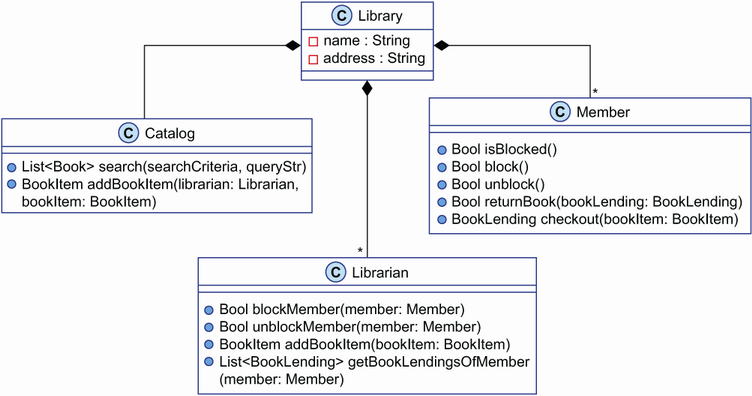 C Library
name : String
address : String
C Catalog
List<Book> search(searchCriteria, queryStr)
BookItem addBookItem(librarian: Librarian,
bookItem: BookItem)
*
C Member
Bool isBlocked()
Bool block()
Bool unblock()
Bool returnBook(bookLending: BookLending)
BookLending checkout(bookItem: BookItem)
*
C Librarian
Bool blockMember(member: Member)
Bool unblockMember(member: Member)
BookItem addBookItem(bookItem: BookItem)
List<BookLending> getBookLendingsOfMember
(member: Member)